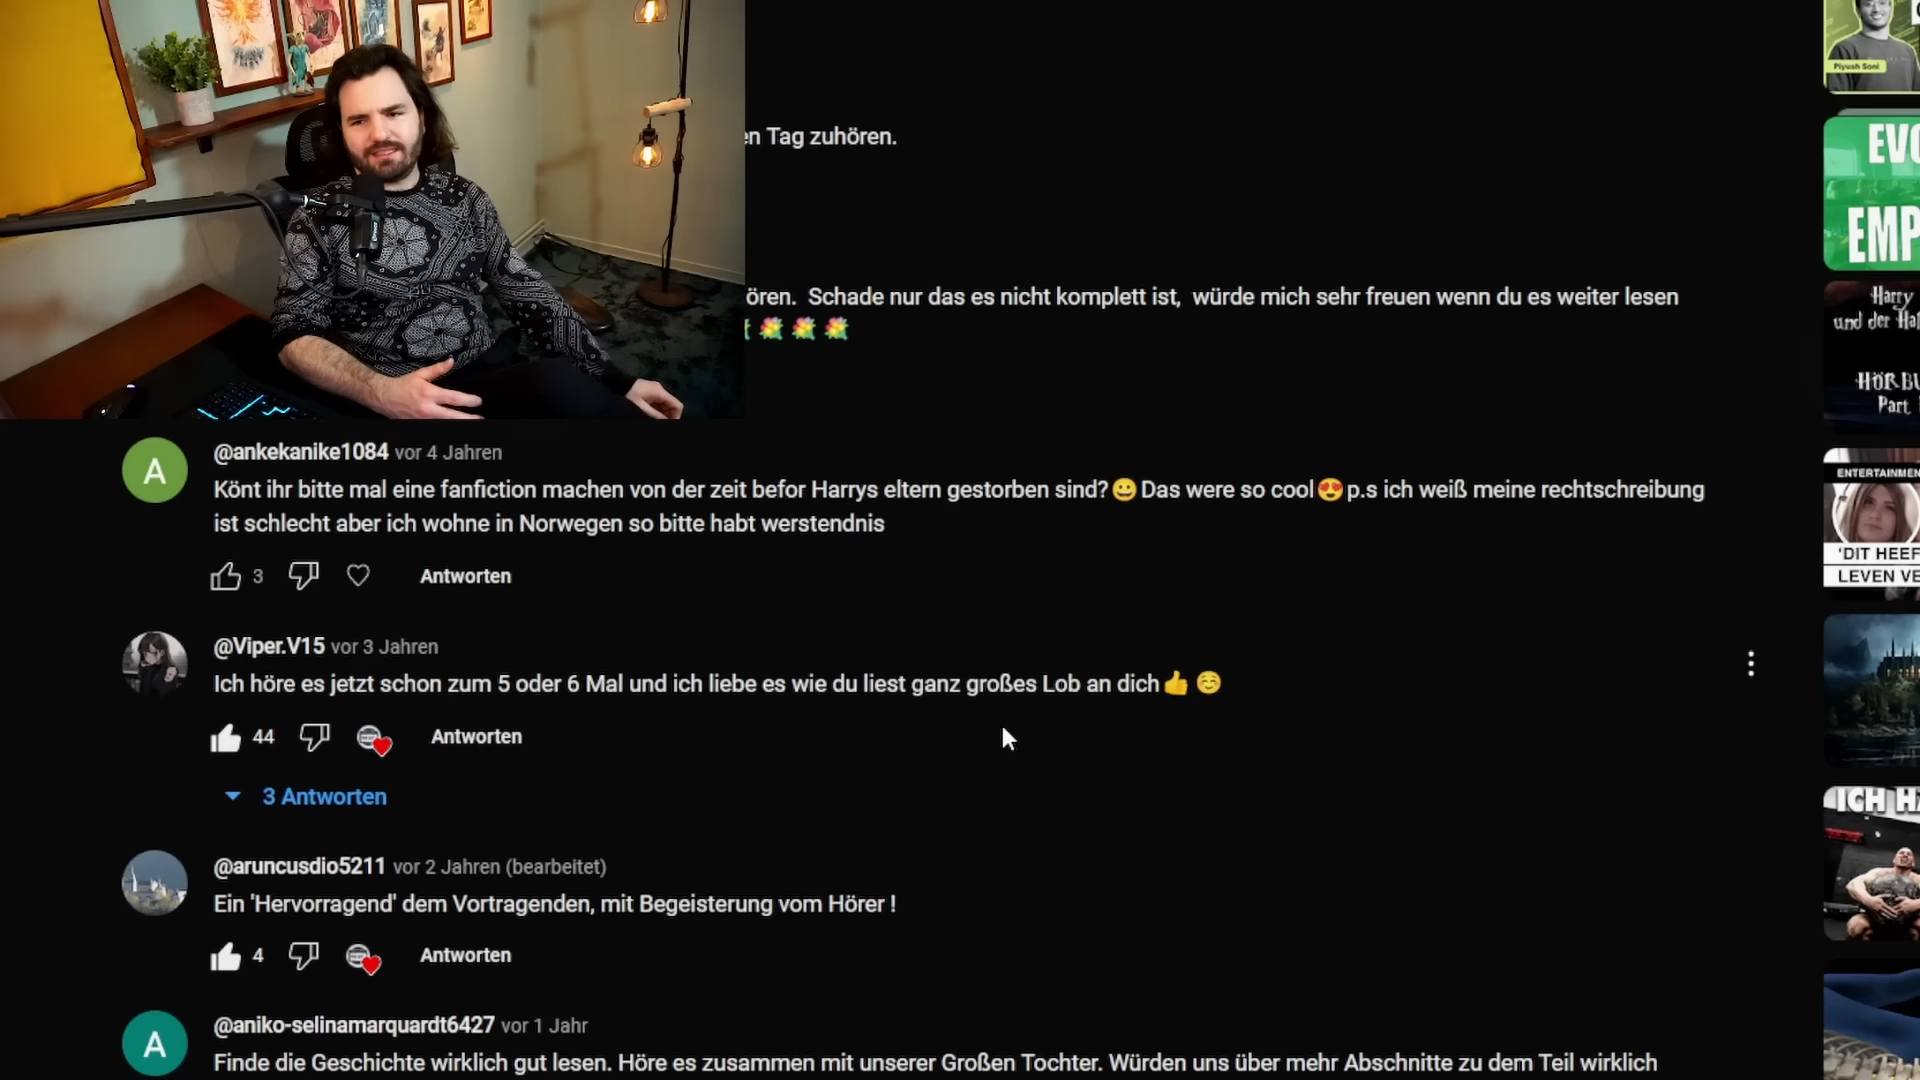 en Tag zuhören.
ören. Schade nur das es nicht komplett ist, würde mich sehr freuen wenn du es weiter lesen
@ankekanike1084 vor 4 Jahren
Könt ihr bitte mal eine fanfiction machen von der zeit befor Harrys eltern gestorben sind?😀Das were so cool😍p.s ich weiß meine rechtschreibung
ist schlecht aber ich wohne in Norwegen so bitte habt werstendnis
3 Antworten
@Viper.V15 vor 3 Jahren
Ich höre es jetzt schon zum 5 oder 6 Mal und ich liebe es wie du liest ganz großes Lob an dich👍☺️
44 Antworten
3 Antworten
@aruncusdio5211 vor 2 Jahren (bearbeitet)
Ein 'Hervorragend' dem Vortragenden, mit Begeisterung vom Hörer !
4 Antworten
@aniko-selinamarquardt6427 vor 1 Jahr
Finde die Geschichte wirklich gut lesen. Höre es zusammen mit unserer Großen Tochter. Würden uns über mehr Abschnitte zu dem Teil wirklich
A
A
Piyush Soni
EVO
EMP
Harry
und der Hal
HÖRBU
Part
ENTERTAINMEN
'DIT HEEF
LEVEN VE
ICH HA